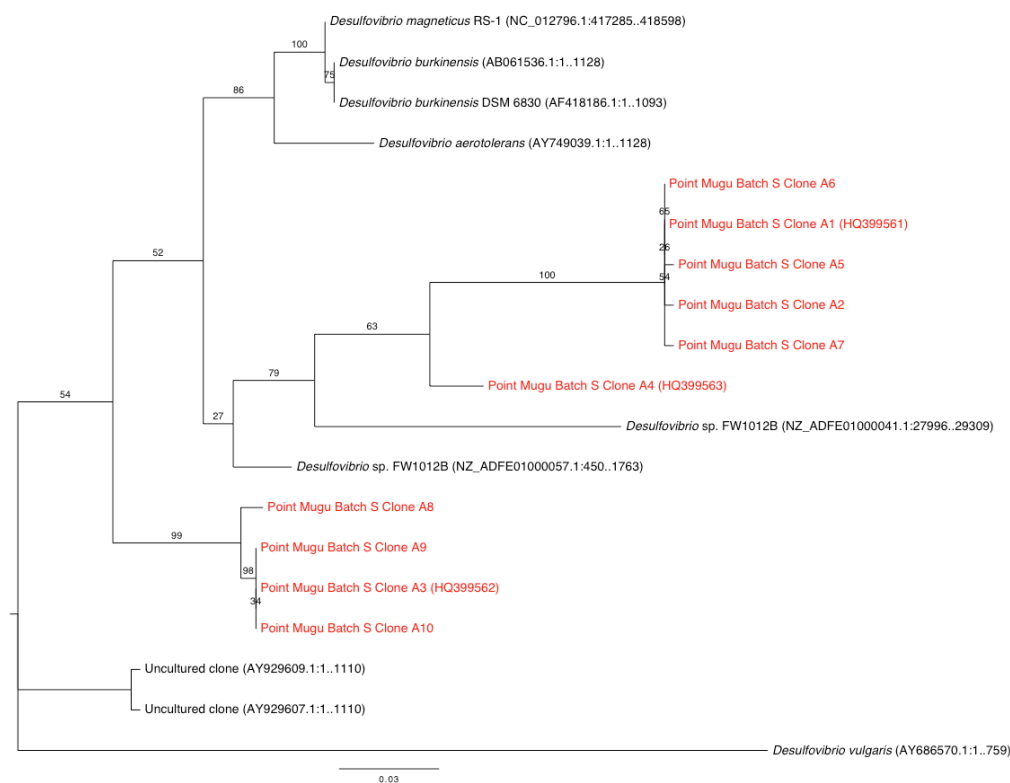 Desulfovibrio magneticus RS-1 (NC_012796.1:417285..418598)
100
Desulfovibrio burkinensis (AB061536.1:1..1128)
75
86
Desulfovibrio burkinensis DSM 6830 (AF418186.1:1..1093)
Desulfovibrio aerotolerans (AY749039.1:1..1128)
Point Mugu Batch S Clone A6
65
Point Mugu Batch S Clone A1 (HQ399561)
26
52
Point Mugu Batch S Clone A5
100
54
Point Mugu Batch S Clone A2
63
Point Mugu Batch S Clone A7
79
Point Mugu Batch S Clone A4 (HQ399563)
54
27
Desulfovibrio sp. FW1012B (NZ_ADFE01000041.1:27996..29309)
Desulfovibrio sp. FW1012B (NZ_ADFE01000057.1:450..1763)
Point Mugu Batch S Clone A8
99
Point Mugu Batch S Clone A9
98
Point Mugu Batch S Clone A3 (HQ399562)
34
Point Mugu Batch S Clone A10
Uncultured clone (AY929609.1:1..1110)
Uncultured clone (AY929607.1:1..1110)
Desulfovibrio vulgaris (AY686570.1:1..759)
0.03